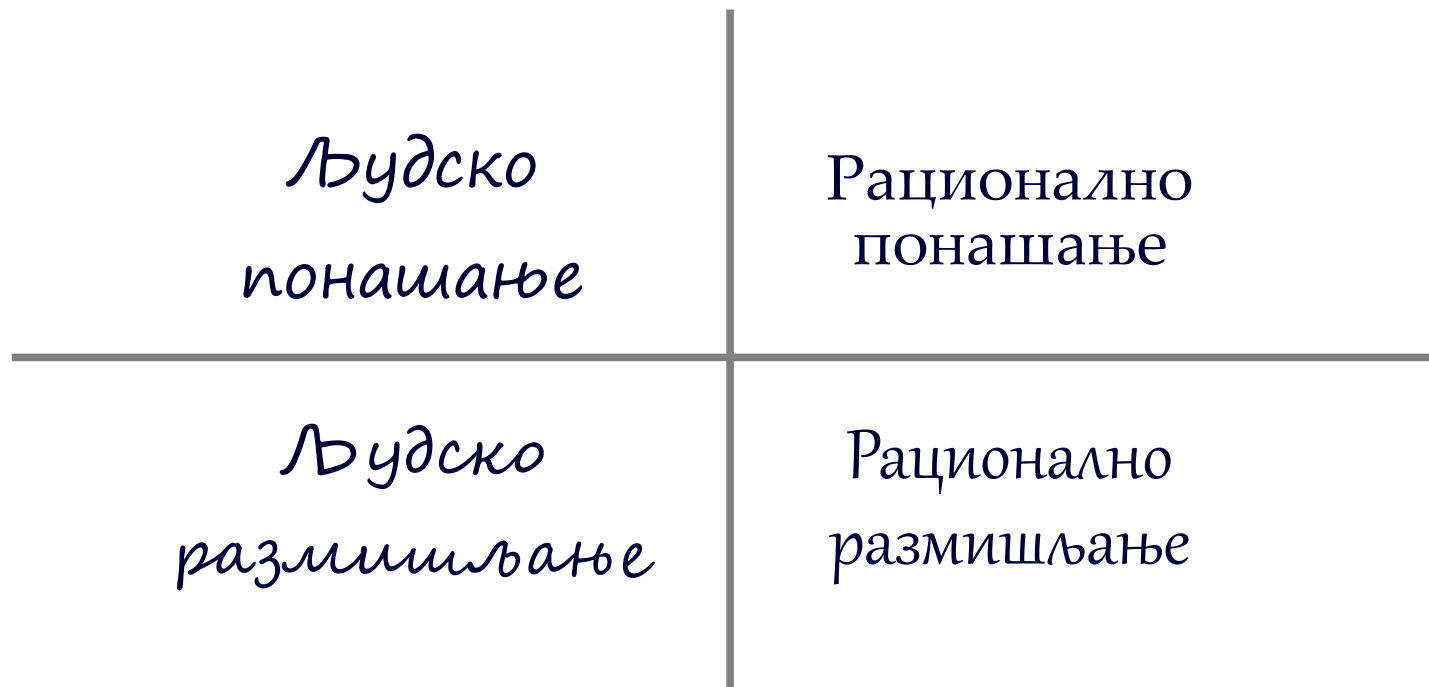 Људско
понашање
Рационално
понашање
Људско
размишљање
Рационално
размишљање